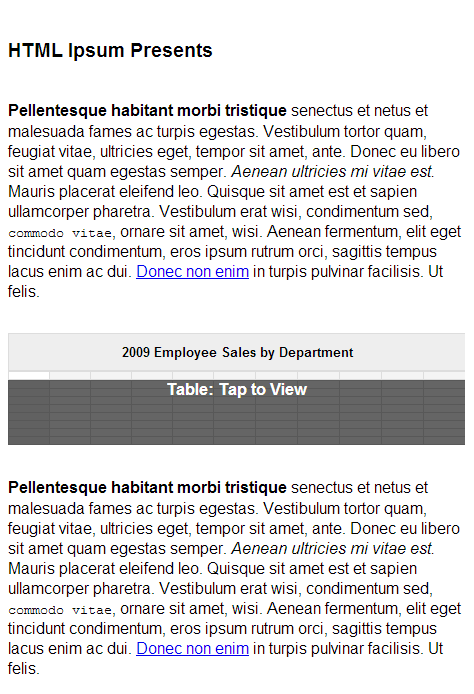 HTML Ipsum Presents
Pellentesque habitant morbi tristique senectus et netus et
malesuada fames ac turpis egestas. Vestibulum tortor quam,
feugiat vitae, ultricies eget, tempor sit amet, ante. Donec eu libero
sit amet quam egestas semper. Aenean ultricies mi vitae est.
Mauris placerat eleifend leo. Quisque sit amet est et sapien
ullamcorper pharetra. Vestibulum erat wisi, condimentum sed,
commodo vitae, ornare sit amet, wisi. Aenean fermentum, elit eget
tincidunt condimentum, eros ipsum rutrum orci, sagittis tempus
lacus enim ac dui. Donec non enim in turpis pulvinar facilisis. Ut
felis.
2009 Employee Sales by Department
Table: Tap to View
Pellentesque habitant morbi tristique senectus et netus et
malesuada fames ac turpis egestas. Vestibulum tortor quam,
feugiat vitae, ultricies eget, tempor sit amet, ante. Donec eu libero
sit amet quam egestas semper. Aenean ultricies mi vitae est.
Mauris placerat eleifend leo. Quisque sit amet est et sapien
ullamcorper pharetra. Vestibulum erat wisi, condimentum sed,
commodo vitae, ornare sit amet, wisi. Aenean fermentum, elit eget
tincidunt condimentum, eros ipsum rutrum orci, sagittis tempus
lacus enim ac dui. Donec non enim in turpis pulvinar facilisis. Ut
felis.